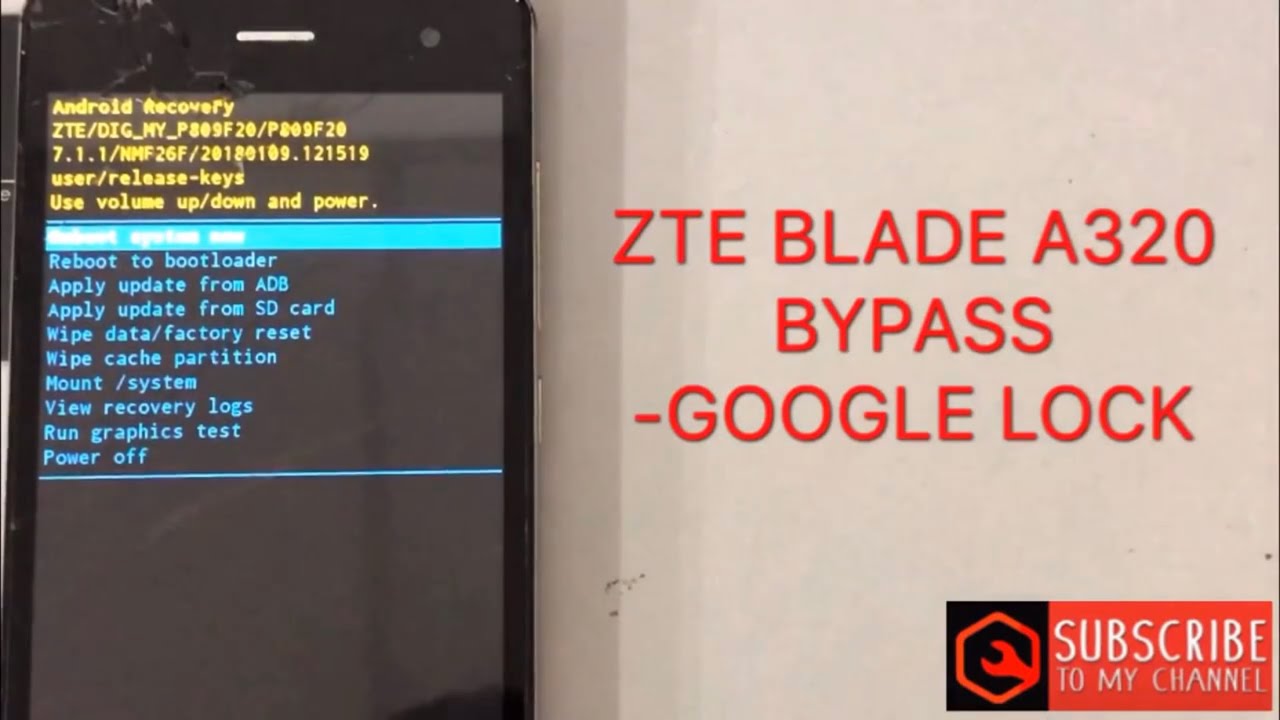 Android Recovery
ZTE/DIG_MY_P809F20/P809F20
7.1.1/NMF26F/20180109.121519
user/release-keys
Use volume up/down and power.
Reboot system now
Reboot to bootloader
Apply update from ADB
Apply update from SD card
Wipe data/factory reset
Wipe cache partition
Mount /system
View recovery logs
Run graphics test
Power off
ZTE BLADE A320
BYPASS
-GOOGLE LOCK
SUBSCRIBE
TO MY CHANNEL